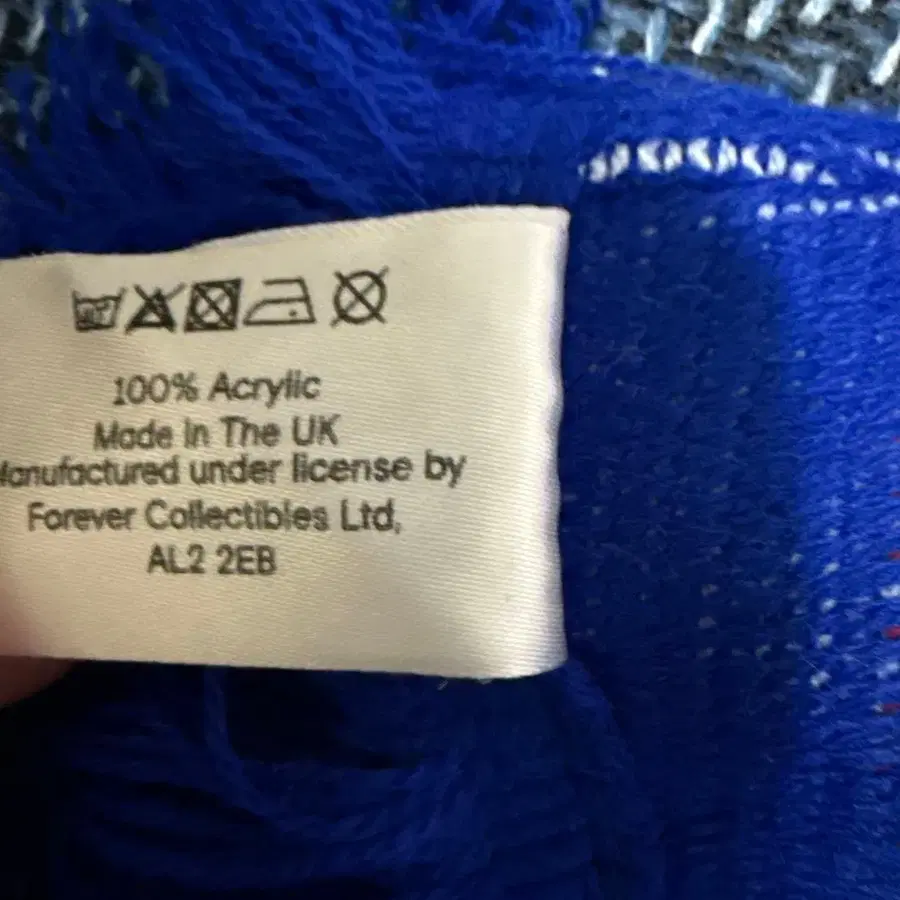 100% Acrylic
Made In The UK
Manufactured under license by
Forever Collectibles Ltd,
AL2 2EB